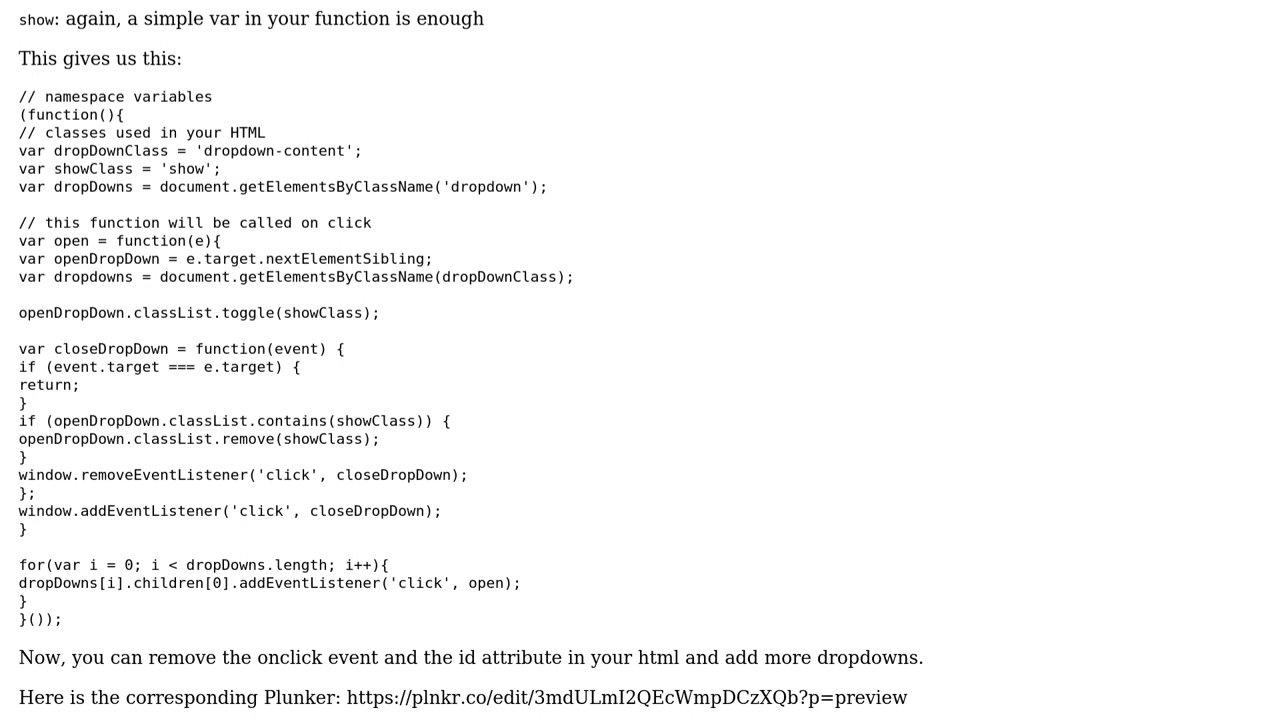 show: again, a simple var in your function is enough
This gives us this:
// namespace variables
(function(){
// classes used in your HTML
var dropDownClass = 'dropdown-content';
var showClass = 'show';
var dropDowns = document.getElementsByClassName('dropdown');
// this function will be called on click
var open = function(e){
var openDropDown = e.target.nextElementSibling;
var dropdowns = document.getElementsByClassName(dropDownClass);
openDropDown.classList.toggle(showClass);
var closeDropDown = function(event) {
if (event.target === e.target) {
return;
}
if (openDropDown.classList.contains(showClass)) {
openDropDown.classList.remove(showClass);
}
window.removeEventListener('click', closeDropDown);
};
window.addEventListener('click', closeDropDown);
}
for(var i = 0; i < dropDowns.length; i++){
dropDowns[i].children[0].addEventListener('click', open);
}
}());
Now, you can remove the onclick event and the id attribute in your html and add more dropdowns.
Here is the corresponding Plunker: https://plnkr.co/edit/3mdULmI2QEcWmpDCzXQb?p=preview